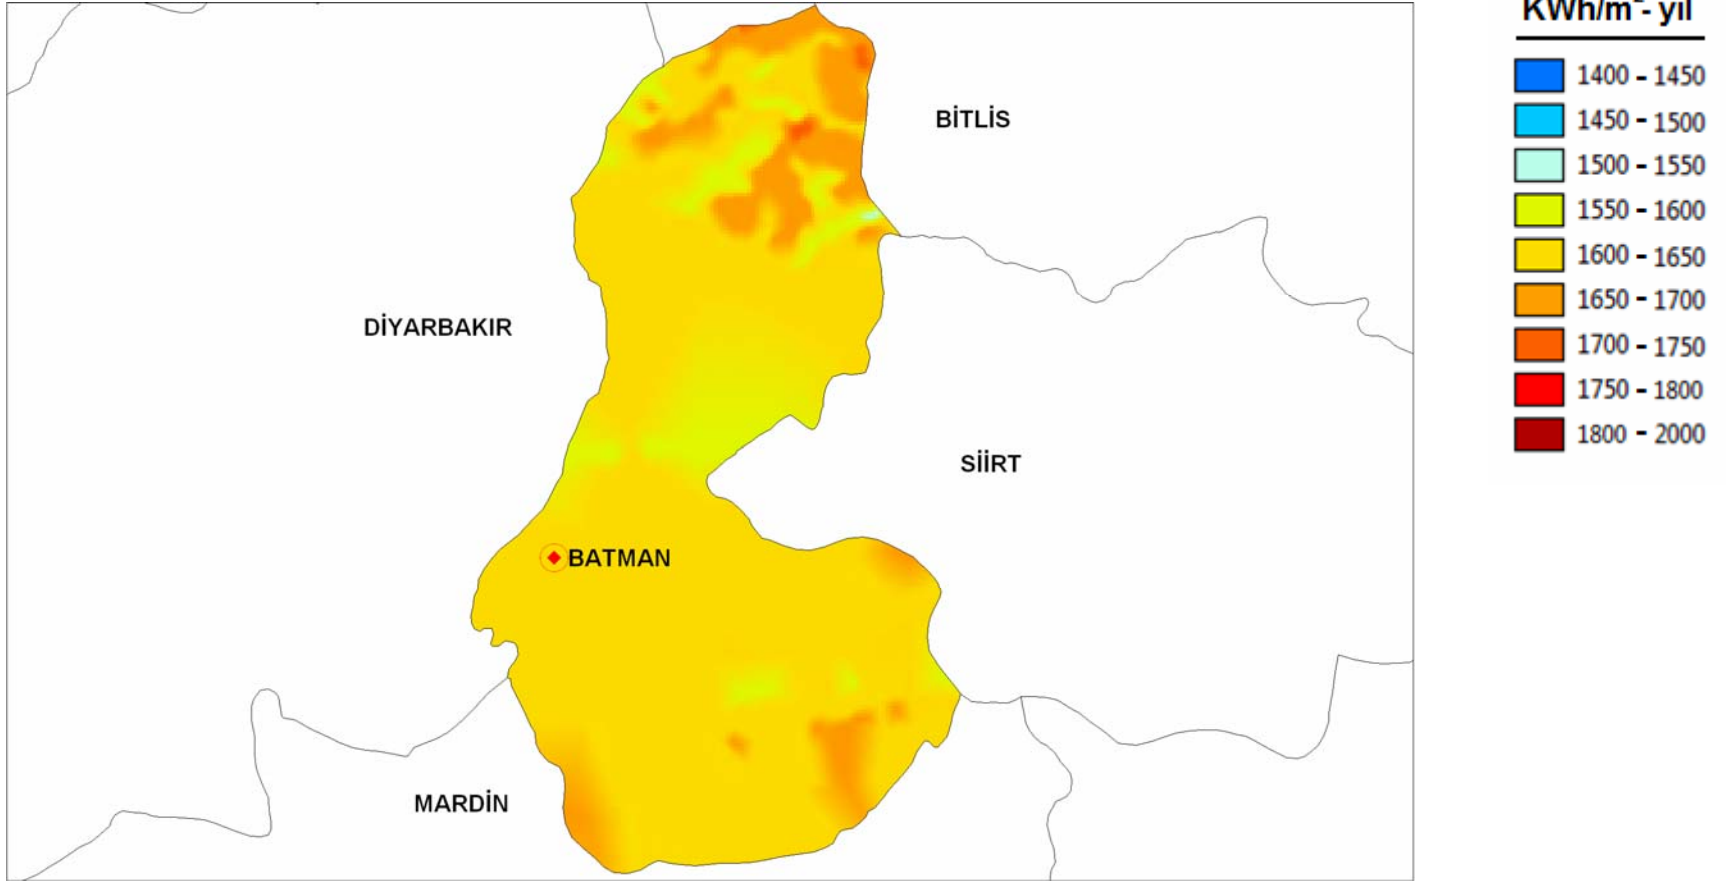 KWh/m²- yıl
1400 - 1450
1450 - 1500
1500 - 1550
1550 - 1600
1600 - 1650
1650 - 1700
1700 - 1750
1750 - 1800
1800 - 2000
BİTLİS
DİYARBAKIR
SİİRT
BATMAN
MARDİN